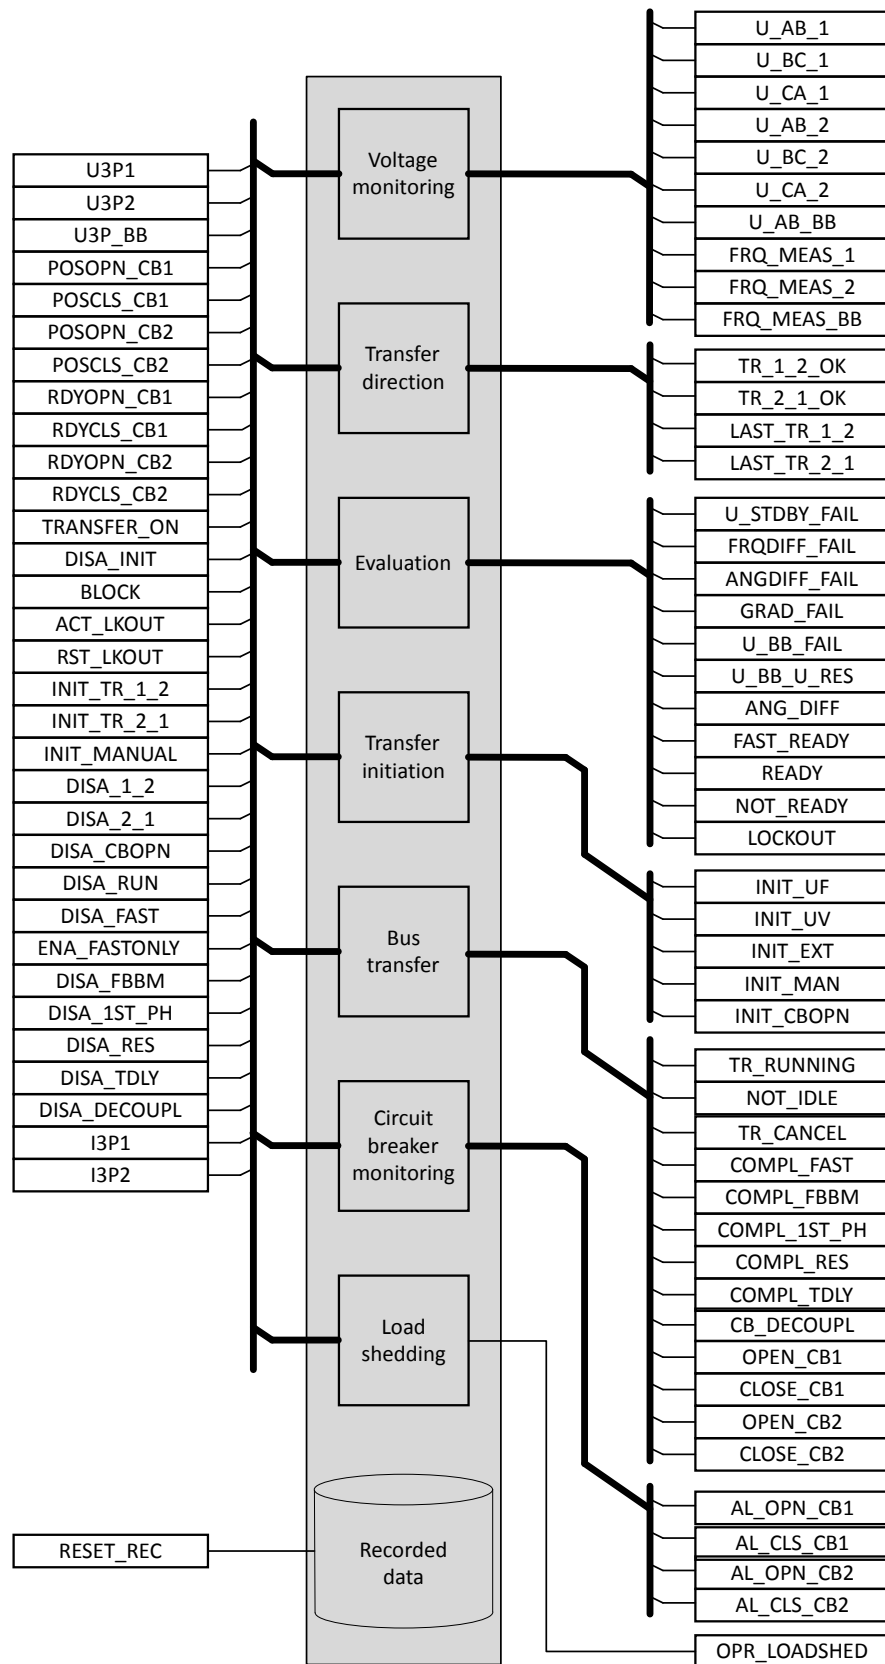 U3P1
U3P2
U3P_BB
POSOPN_CB1
POSCLS_CB1
POSOPN_CB2
POSCLS_CB2
RDYOPN_CB1
RDYCLS_CB1
RDYOPN_CB2
RDYCLS_CB2
TRANSFER_ON
DISA_INIT
BLOCK
ACT_LKOUT
RST_LKOUT
INIT_TR_1_2
INIT_TR_2_1
INIT_MANUAL
DISA_1_2
DISA_2_1
DISA_CBOPN
DISA_RUN
DISA_FAST
ENA_FASTONLY
DISA_FBBM
DISA_1ST_PH
DISA_RES
DISA_TDLY
DISA_DECOUPL
I3P1
I3P2
RESET_REC
Voltage
monitoring
Transfer
direction
Evaluation
Transfer
initiation
Bus
transfer
Circuit
breaker
monitoring
Load
shedding
Recorded
data
U_AB_1
U_BC_1
U_CA_1
U_AB_2
U_BC_2
U_CA_2
U_AB_BB
FRQ_MEAS_1
FRQ_MEAS_2
FRQ_MEAS_BB
TR_1_2_OK
TR_2_1_OK
LAST_TR_1_2
LAST_TR_2_1
U_STDBY_FAIL
FRQDIFF_FAIL
ANGDIFF_FAIL
GRAD_FAIL
U_BB_FAIL
U_BB_U_RES
ANG_DIFF
FAST_READY
READY
NOT_READY
LOCKOUT
INIT_UF
INIT_UV
INIT_EXT
INIT_MAN
INIT_CBOPN
TR_RUNNING
NOT_IDLE
TR_CANCEL
COMPL_FAST
COMPL_FBBM
COMPL_1ST_PH
COMPL_RES
COMPL_TDLY
CB_DECOUPL
OPEN_CB1
CLOSE_CB1
OPEN_CB2
CLOSE_CB2
AL_OPN_CB1
AL_CLS_CB1
AL_OPN_CB2
AL_CLS_CB2
OPR_LOADSHED